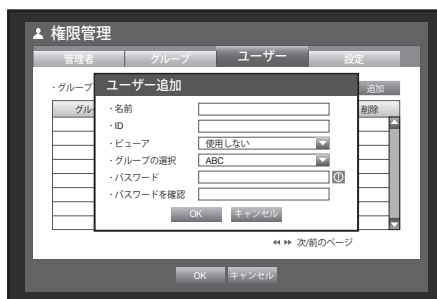 権限管理
管理者 グループ ユーザー 設定
・グループ 追加
グル 削除
ユーザー追加
・名前
・ID
・ビューア 使用しない
・グループの選択 ABC
・パスワード
・パスワードを確認
OK キャンセル
次/前のページ
OK キャンセル